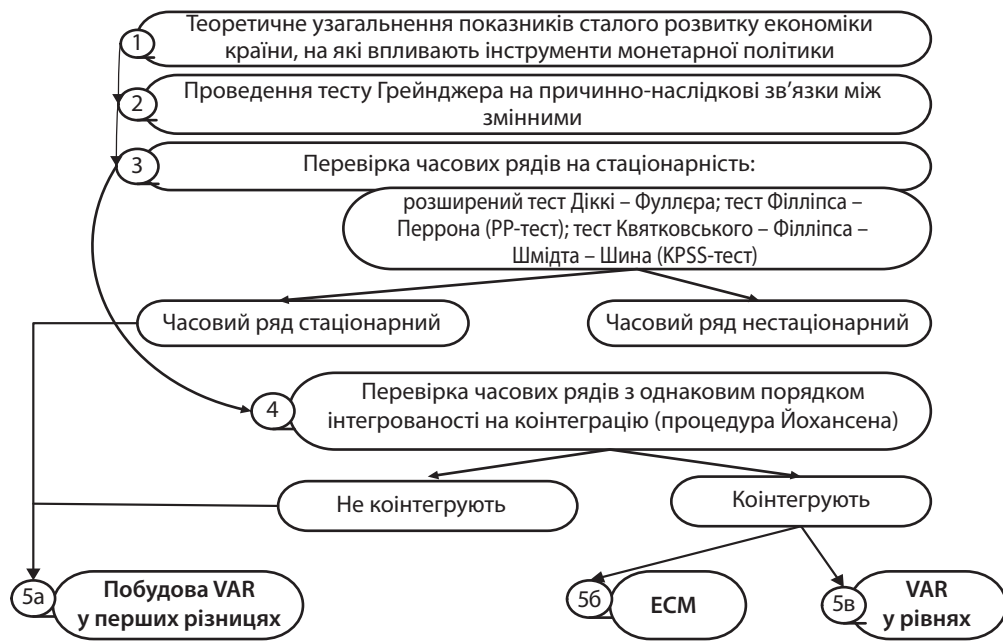 1
Теоретичне узагальнення показників сталого розвитку економіки
країни, на які впливають інструменти монетарної політики
2
Проведення тесту Грейнджера на причинно-наслідкові зв’язки між
змінними
3
Перевірка часових рядів на стаціонарність:
розширений тест Діккі – Фуллєра; тест Філліпса –
Перрона (PP-тест); тест Квятковського – Філліпса –
Шмідта – Шина (KPSS-тест)
Часовий ряд стаціонарний
Часовий ряд нестаціонарний
4
Перевірка часових рядів з однаковим порядком
інтегрованості на коінтеграцію (процедура Йохансена)
Не коінтегрують
Коінтегрують
5а
Побудова VAR
у перших різницях
5б
ECM
5в
VAR
у рівнях